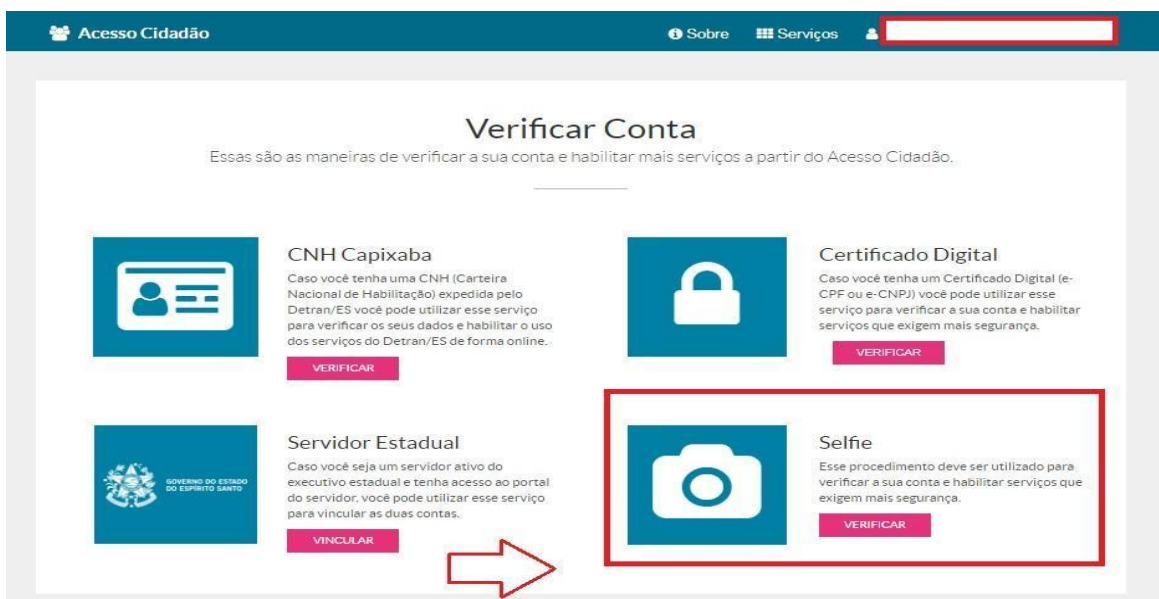 Acesso Cidadão
Sobre
Serviços
Verificar Conta
Essas são as maneiras de verificar a sua conta e habilitar mais serviços a partir do Acesso Cidadão.
CNH Capixaba
Caso você tenha uma CNH (Carteira
Nacional de Habilitação) expedida pelo
Detran/ES você pode utilizar esse serviço
para verificar os seus dados e habilitar o uso
dos serviços do Detran/ES de forma online.
VERIFICAR
Certificado Digital
Caso você tenha um Certificado Digital (e-
CPF ou e-CNPJ) você pode utilizar esse
serviço para verificar a sua conta e habilitar
serviços que exigem mais segurança.
VERIFICAR
GOVERNO DO ESTADO
DO ESPÍRITO SANTO
Servidor Estadual
Caso você seja um servidor ativo do
executivo estadual e tenha acesso ao portal
do servidor, você pode utilizar esse serviço
para vincular as duas contas.
VINCULAR
Selfie
Esse procedimento deve ser utilizado para
verificar a sua conta e habilitar serviços que
exigem mais segurança.
VERIFICAR